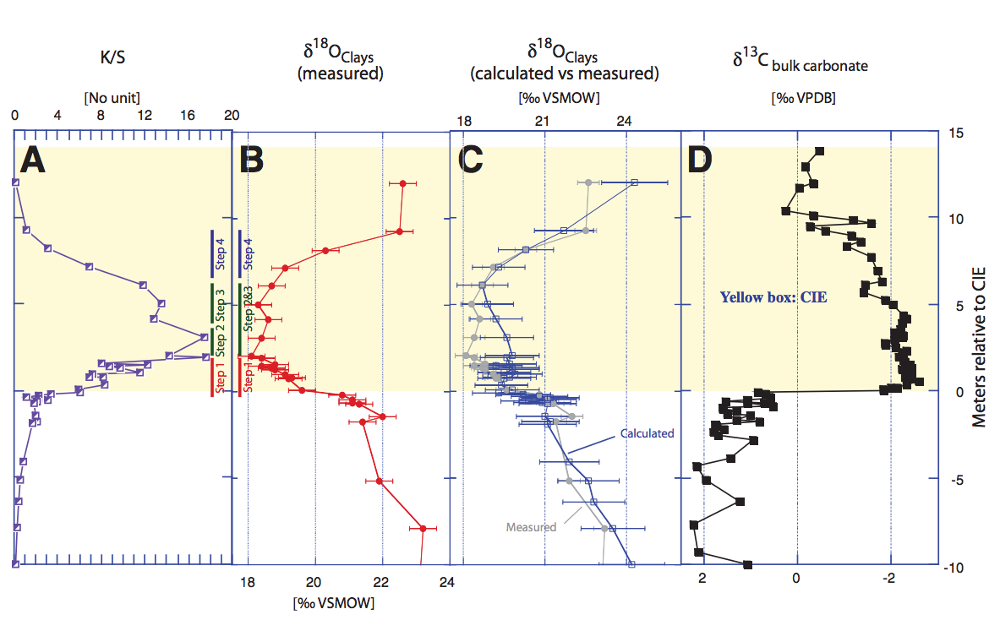 K/S
[No unit]
0 4 8 12 16 20
δ18OClays
(measured)
δ18OClays
(calculated vs measured)
[‰ VSMOW]
18 21 24
δ13C bulk carbonate
[‰ VPDB]
A
B
C
D
Step 4
Step 3
Step 2
Step 1
Step 4
Step 2&3
Step 1
Yellow box: CIE
Calculated
Measured
15
10
5
0
-5
-10
Meters relative to CIE
18 20 22 24
[‰ VSMOW]
2 0 -2